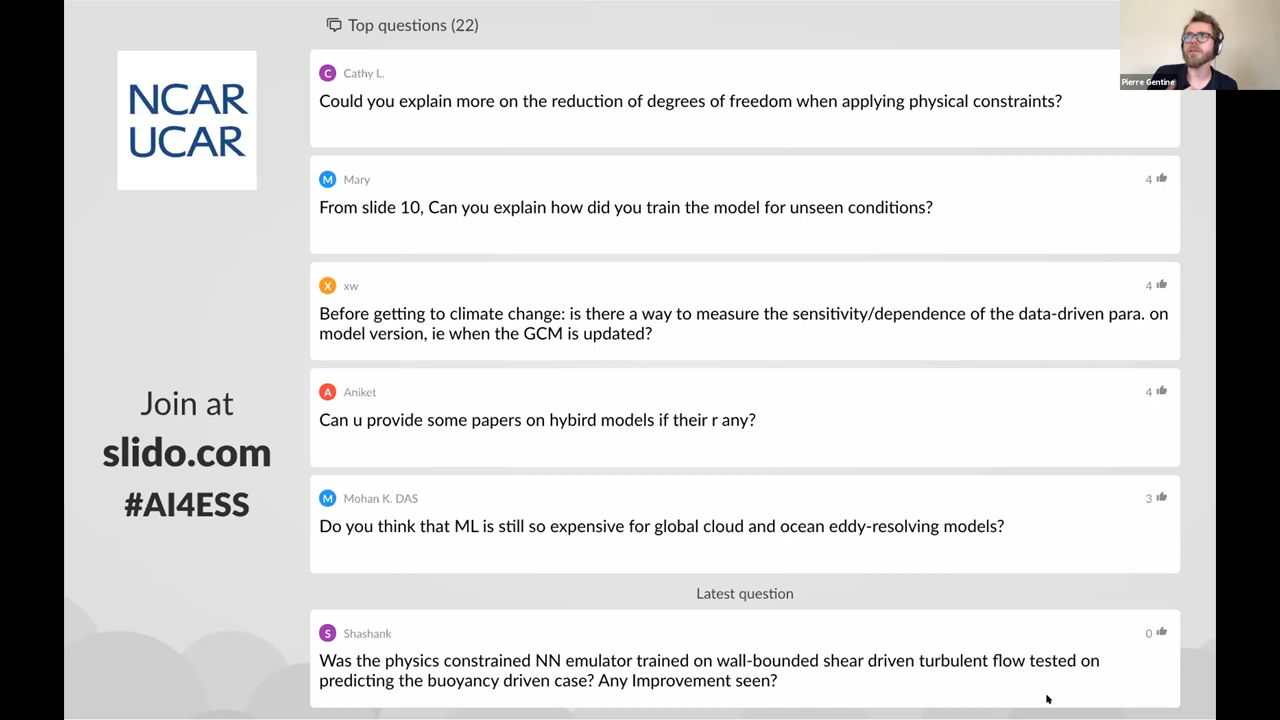 Top questions (22)
NCAR
UCAR
Pierre Gentine
C Cathy L.
Could you explain more on the reduction of degrees of freedom when applying physical constraints?
M Mary 4
From slide 10, Can you explain how did you train the model for unseen conditions?
X xw 4
Before getting to climate change: is there a way to measure the sensitivity/dependence of the data-driven para. on
model version, ie when the GCM is updated?
A Aniket 4
Can u provide some papers on hybird models if their r any?
Join at
slido.com
#AI4ESS
M Mohan K. DAS 3
Do you think that ML is still so expensive for global cloud and ocean eddy-resolving models?
Latest question
S Shashank 0
Was the physics constrained NN emulator trained on wall-bounded shear driven turbulent flow tested on
predicting the buoyancy driven case? Any Improvement seen?